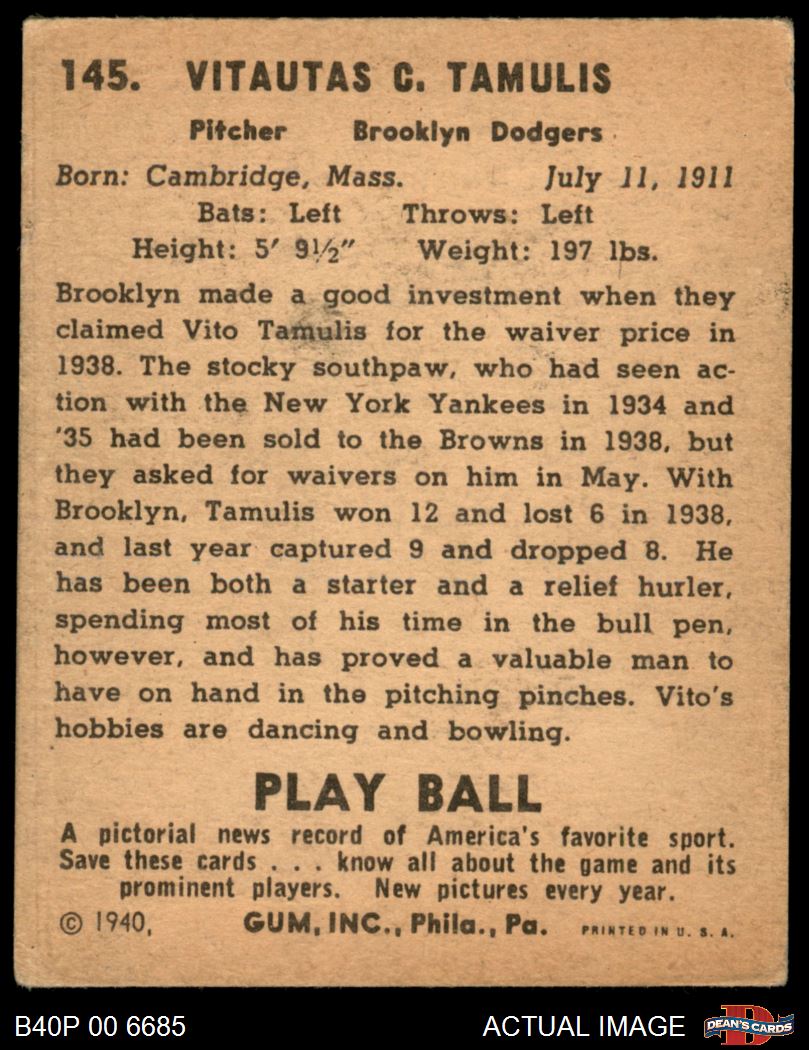 145. VITAUTAS C. TAMULIS
Pitcher Brooklyn Dodgers
Born: Cambridge, Mass. July 11, 1911
Bats: Left Throws: Left
Height: 5' 9½" Weight: 197 lbs.
Brooklyn made a good investment when they
claimed Vito Tamulis for the waiver price in
1938. The stocky southpaw, who had seen ac-
tion with the New York Yankees in 1934 and
'35 had been sold to the Browns in 1938, but
they asked for waivers on him in May. With
Brooklyn, Tamulis won 12 and lost 6 in 1938,
and last year captured 9 and dropped 8. He
has been both a starter and a relief hurler,
spending most of his time in the bull pen,
however, and has proved a valuable man to
have on hand in the pitching pinches. Vito's
hobbies are dancing and bowling.
PLAY BALL
A pictorial news record of America's favorite sport.
Save these cards . . . know all about the game and its
prominent players. New pictures every year.
© 1940, GUM, INC., Phila., Pa. PRINTED IN U. S. A.
B40P 00 6685 ACTUAL IMAGE D DEAN'S CARDS